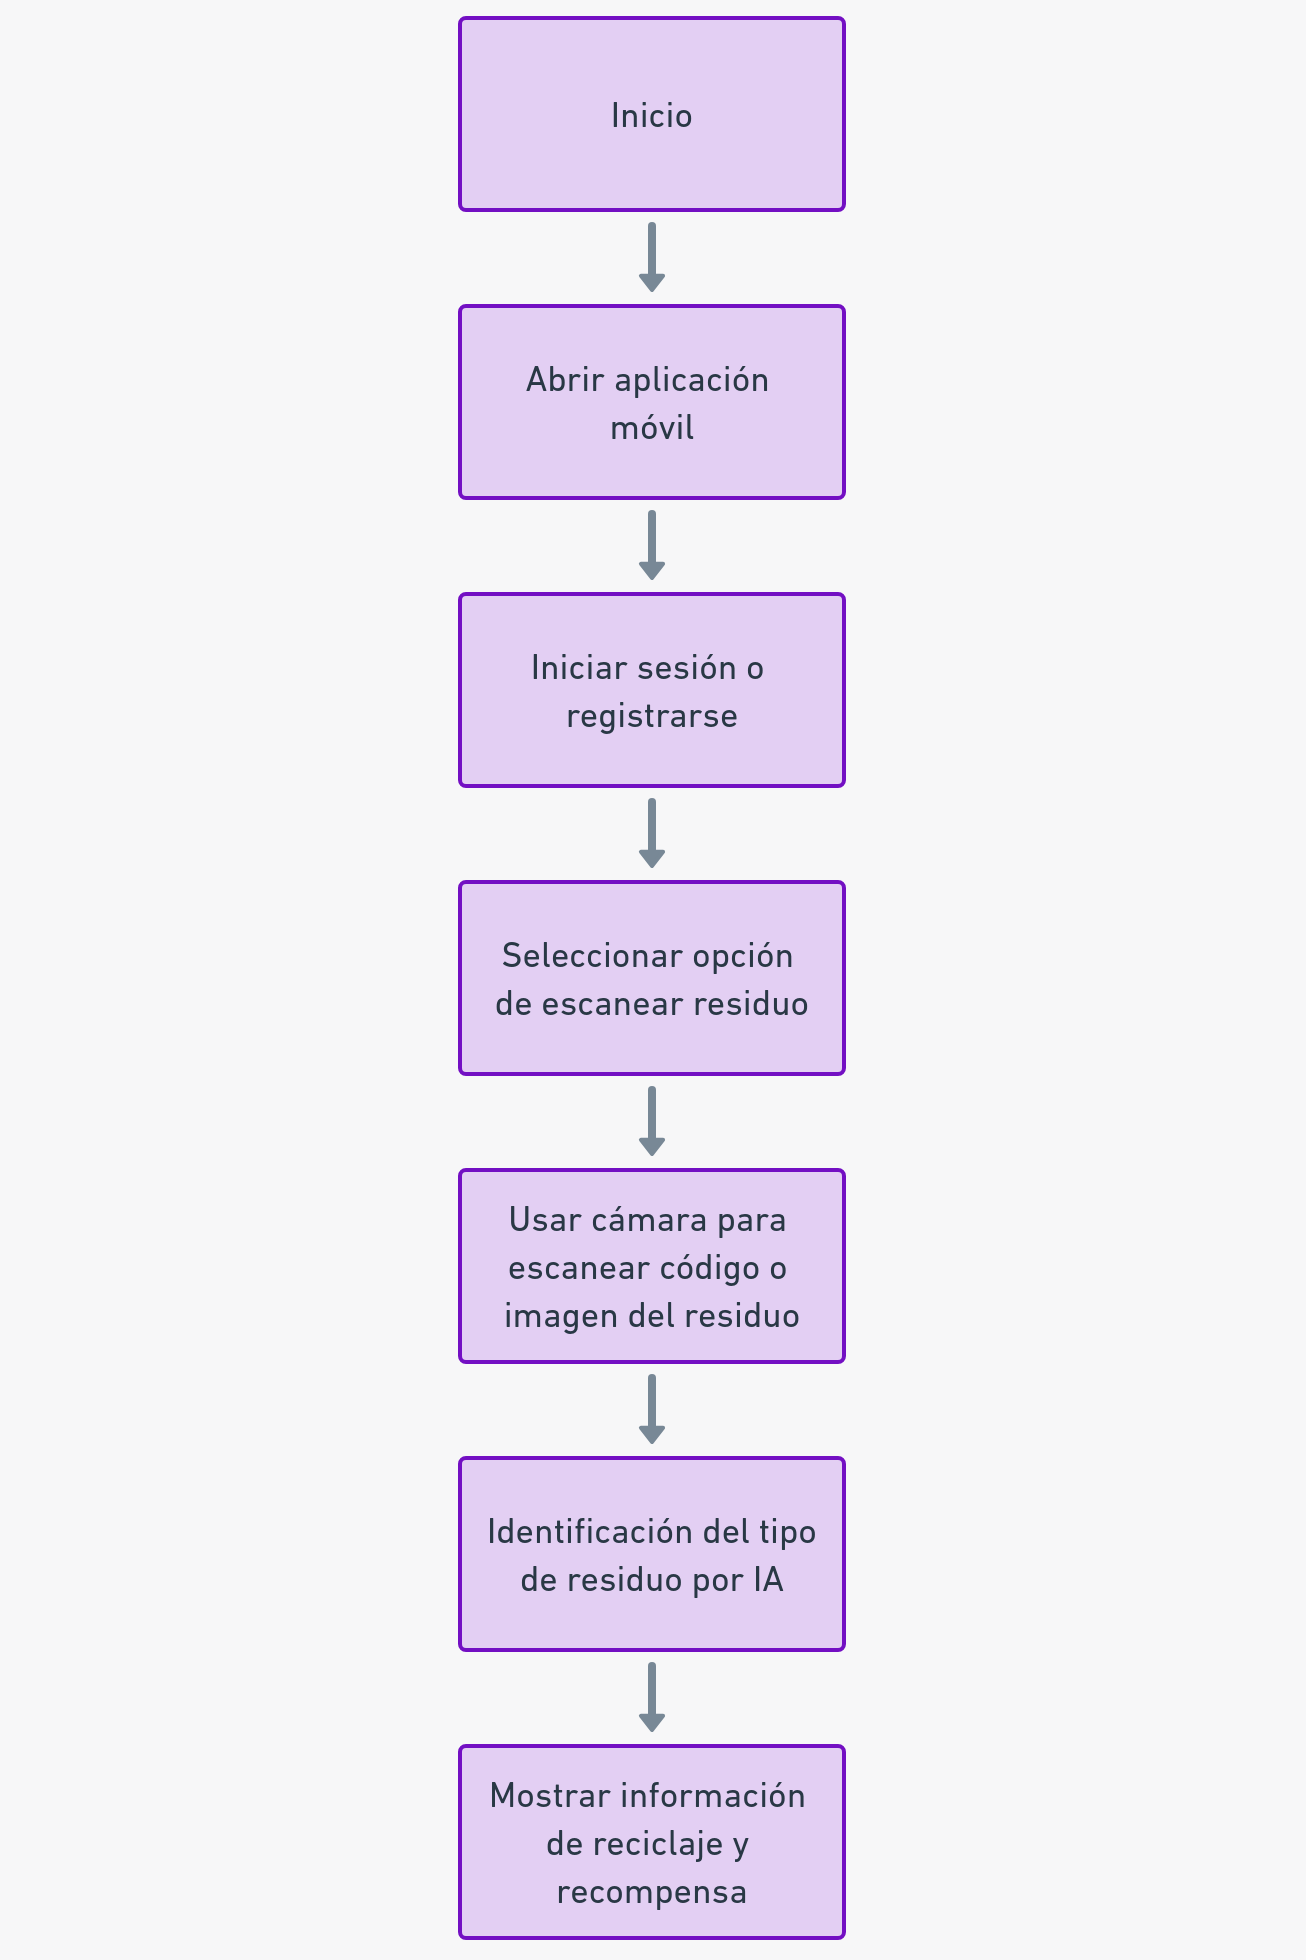 Inicio
Abrir aplicación
móvil
Iniciar sesión o
registrarse
Seleccionar opción
de escanear residuo
Usar cámara para
escanear código o
imagen del residuo
Identificación del tipo
de residuo por IA
Mostrar información
de reciclaje y
recompensa